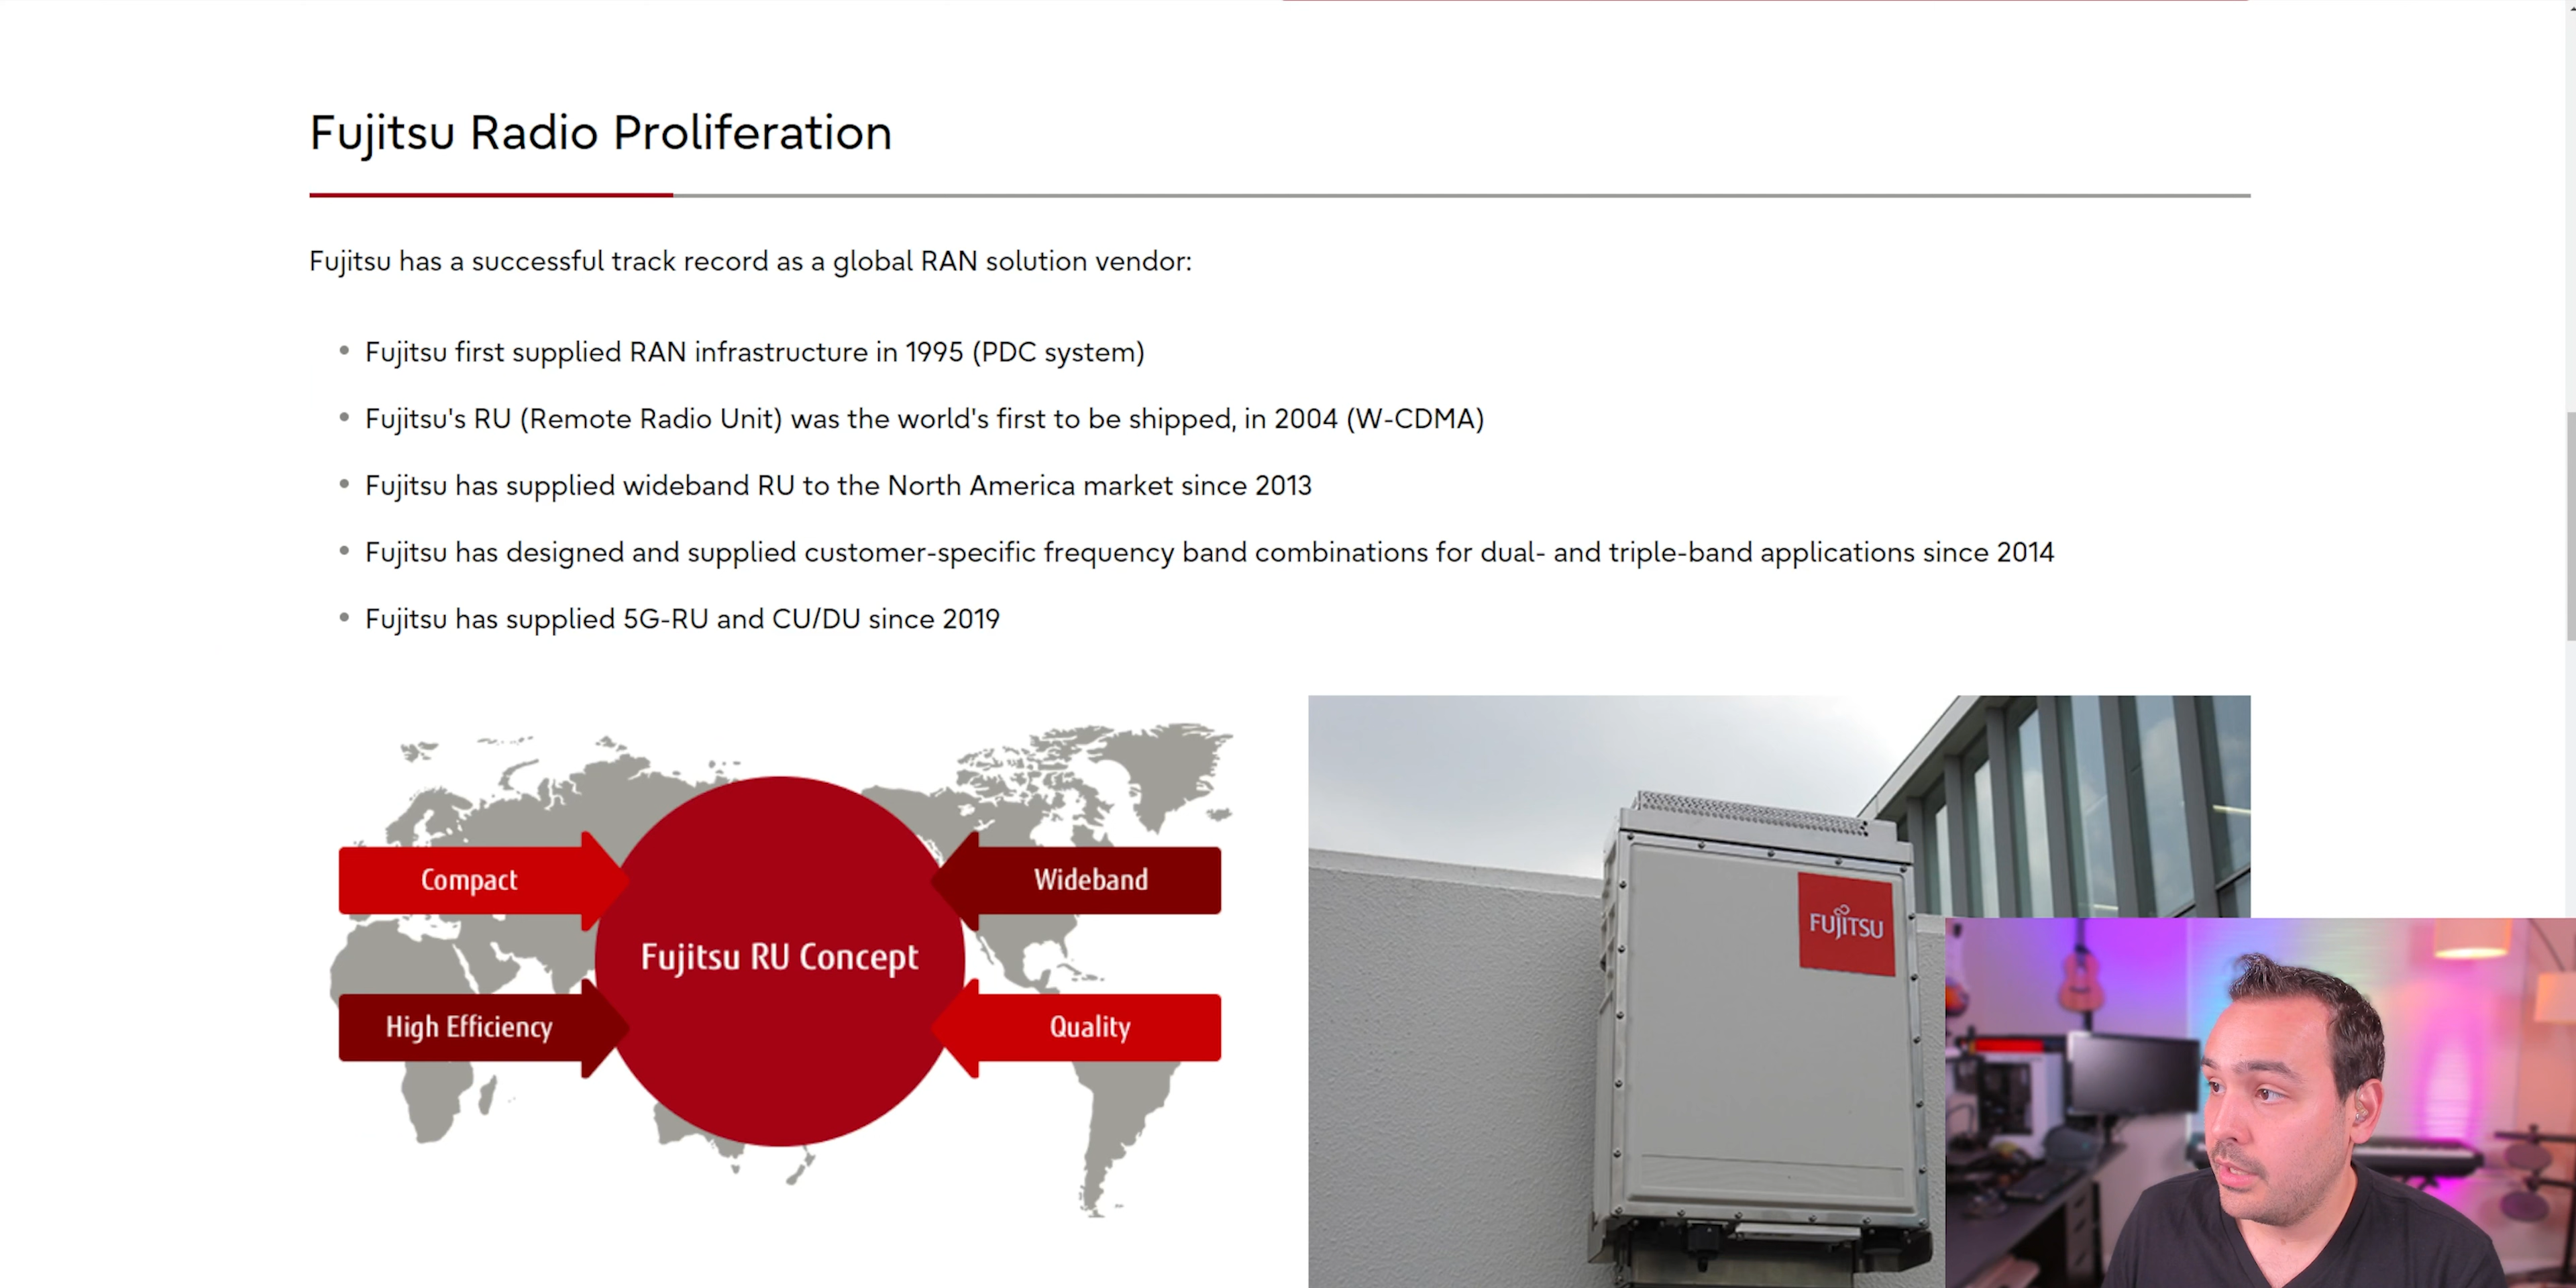 Fujitsu Radio Proliferation
Fujitsu has a successful track record as a global RAN solution vendor:
• Fujitsu first supplied RAN infrastructure in 1995 (PDC system)
• Fujitsu's RU (Remote Radio Unit) was the world's first to be shipped, in 2004 (W-CDMA)
• Fujitsu has supplied wideband RU to the North America market since 2013
• Fujitsu has designed and supplied customer-specific frequency band combinations for dual- and triple-band applications since 2014
• Fujitsu has supplied 5G-RU and CU/DU since 2019
Compact
Wideband
Fujitsu RU Concept
High Efficiency
Quality
FUJITSU